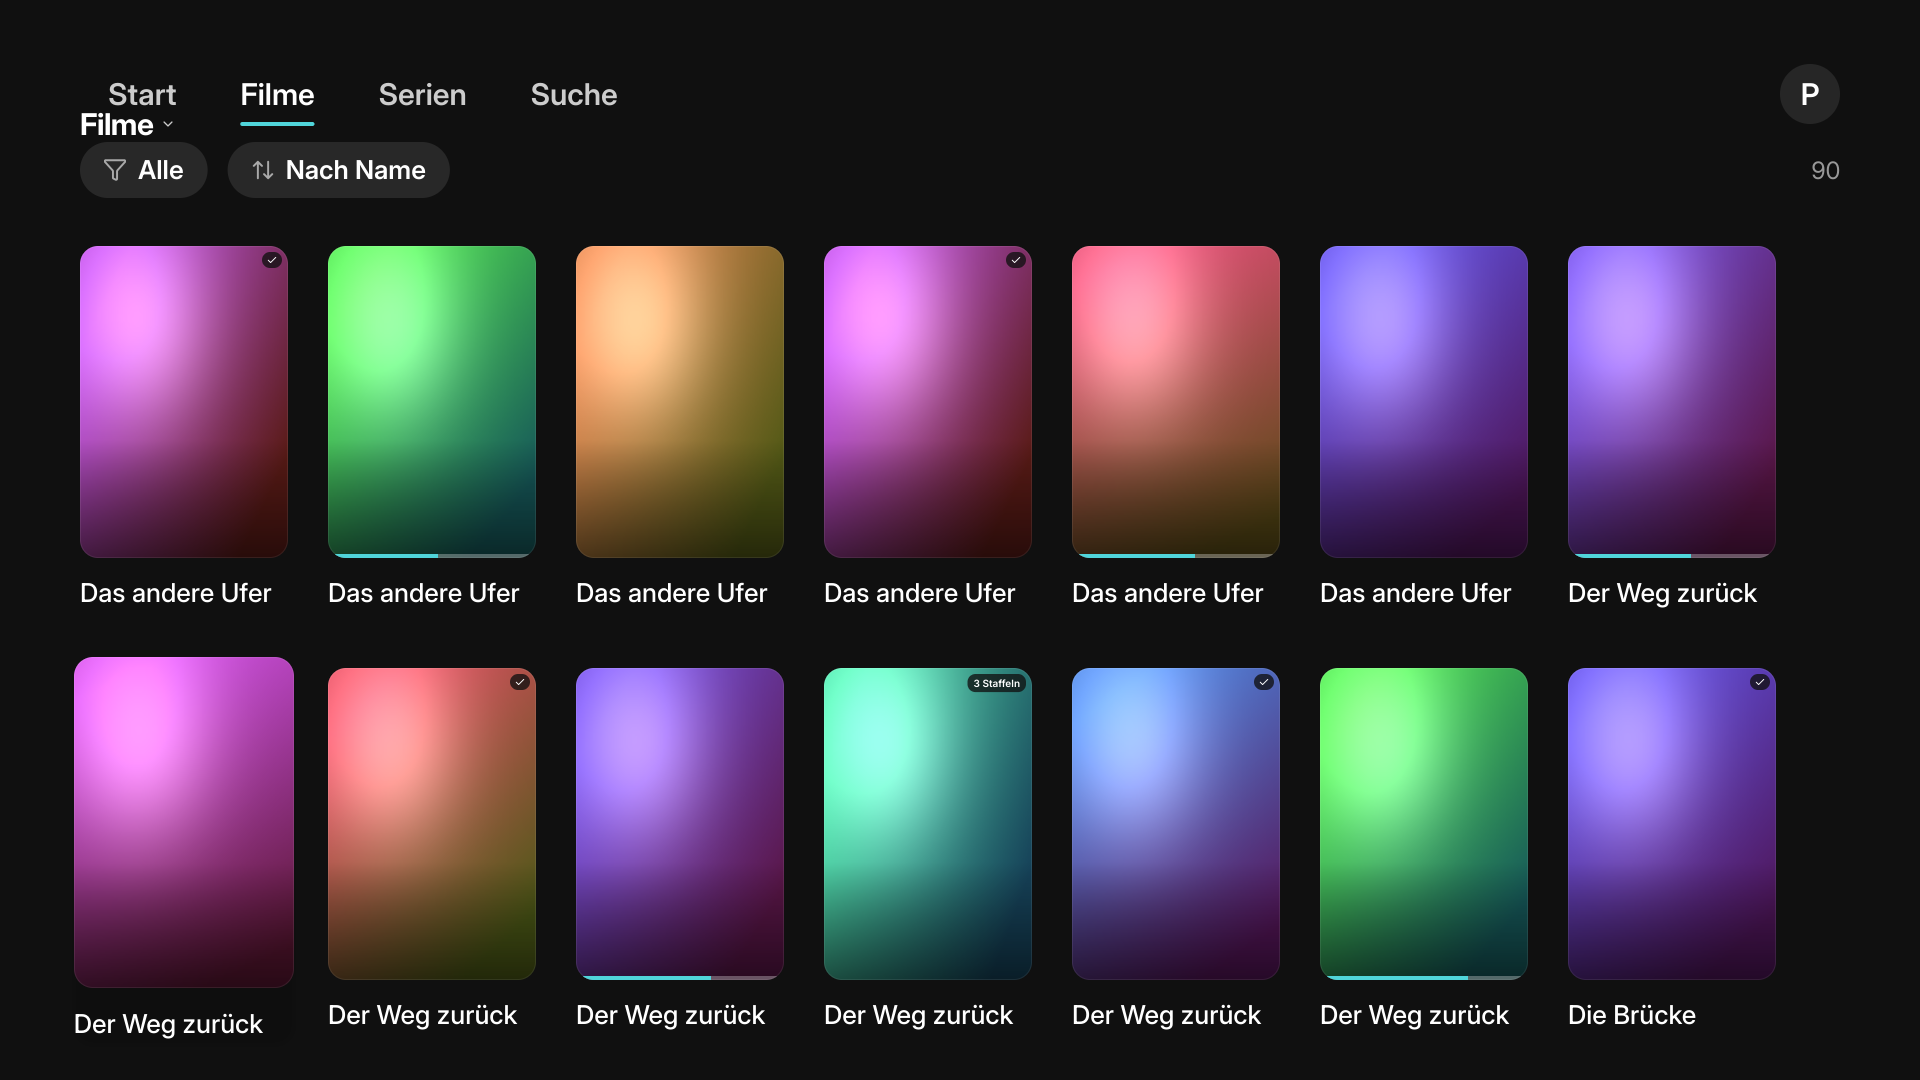 Start Filme Serien Suche P
Filme
Alle Nach Name 90
Das andere Ufer Das andere Ufer Das andere Ufer Das andere Ufer Das andere Ufer Das andere Ufer Der Weg zurück
3 Staffeln
Der Weg zurück Der Weg zurück Der Weg zurück Der Weg zurück Der Weg zurück Der Weg zurück Die Brücke